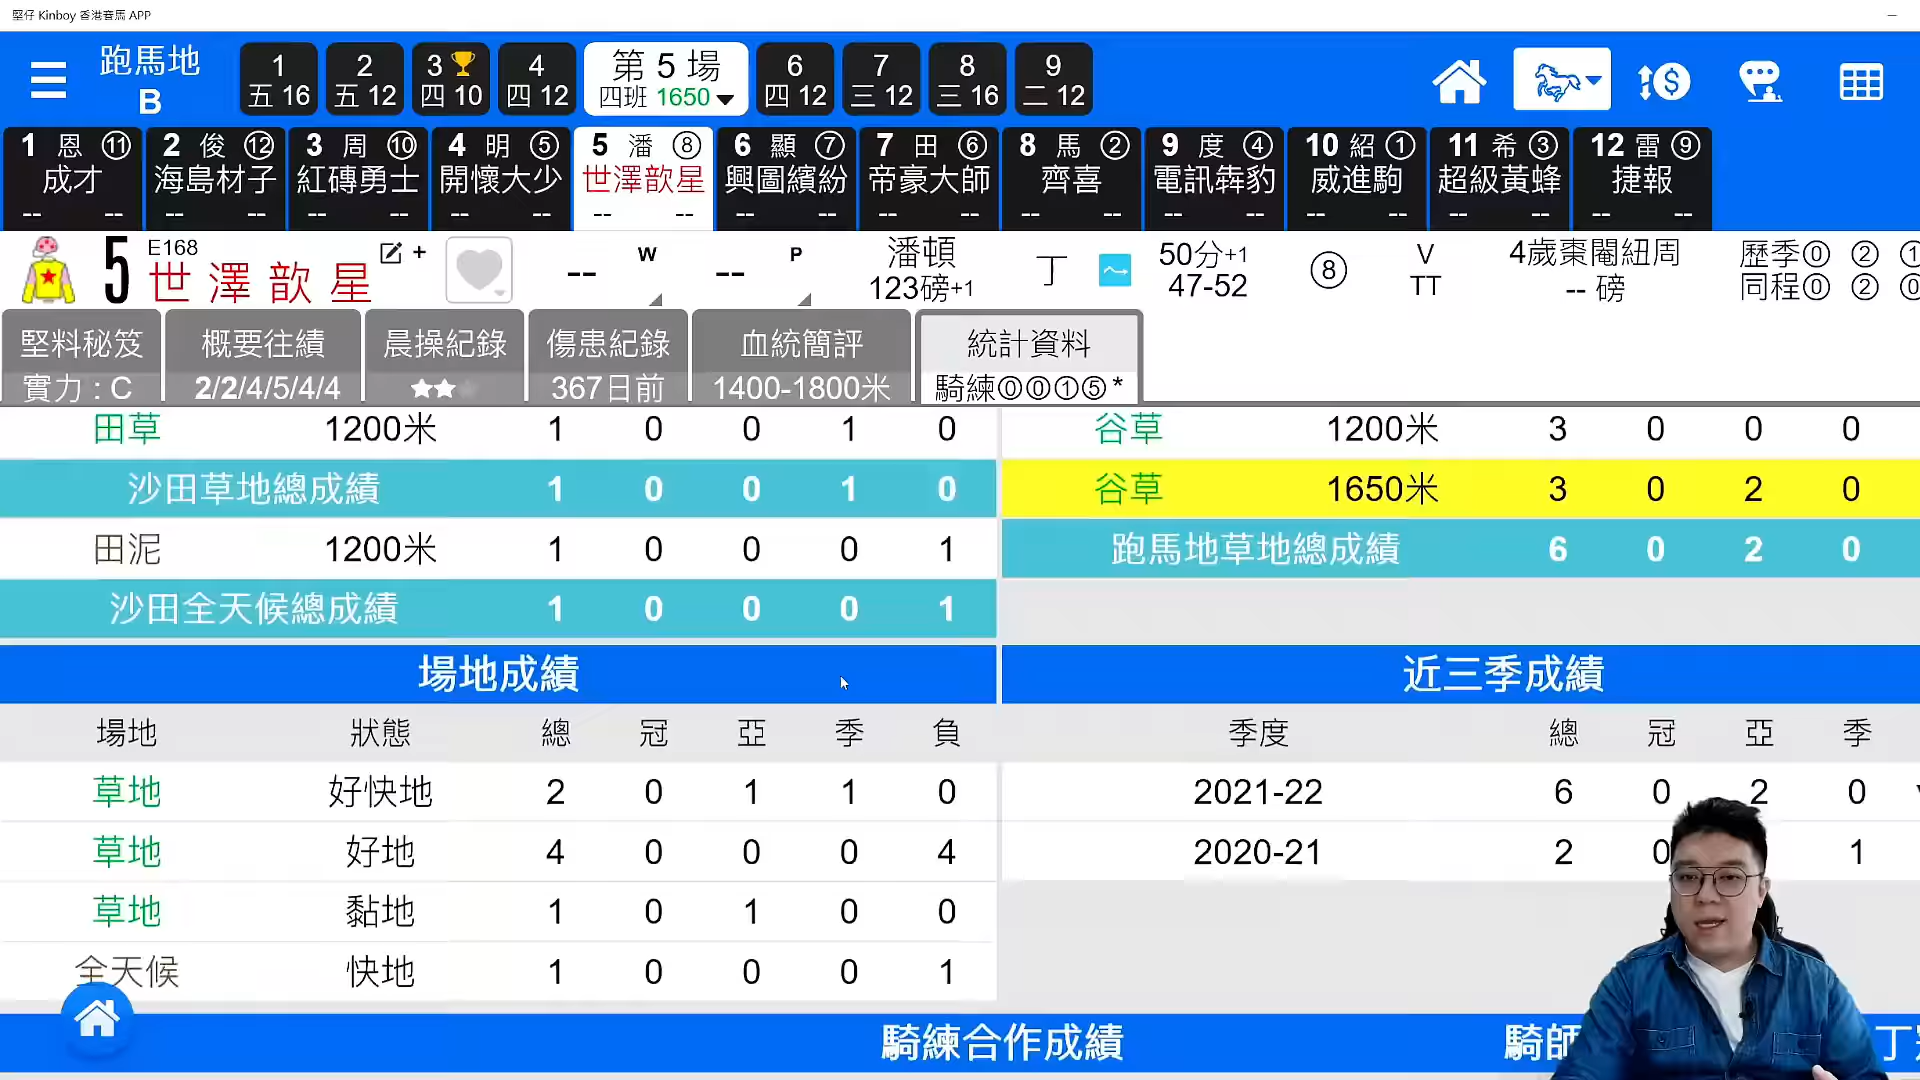 堅仔 Kinboy 香港賽馬 APP
跑馬地
B
1
五 16
2
五 12
3
四 10
4
四 12
第 5 場
四班 1650
6
四 12
7
三 12
8
三 16
9
二 12
1 恩 ⑪
成才
-- --
2 俊 ⑫
海島材子
-- --
3 周 ⑩
紅磚勇士
-- --
4 明 ⑤
開懷大少
-- --
5 潘 ⑧
世澤歆星
-- --
6 顯 ⑦
興圖繽紛
-- --
7 田 ⑥
帝豪大師
-- --
8 馬 ②
齊喜
-- --
9 度 ④
電訊犇豹
-- --
10 紹 ①
威進駒
-- --
11 希 ③
超級黃蜂
-- --
12 雷 ⑨
捷報
-- --
5
E168
世澤歆星
+
-- W
-- P
潘頓
123磅+1
丁
50分+1
47-52
⑧
V
TT
4歲棗閹紐周
-- 磅
歷季⓪ ②
同程⓪ ②
堅料秘笈
實力 : C
概要往績
2/2/4/5/4/4
晨操紀錄
傷患紀錄
367日前
血統簡評
1400-1800米
統計資料
騎練⓪⓪①⑤*
田草 1200米 1 0 0 1 0
沙田草地總成績 1 0 0 1 0
田泥 1200米 1 0 0 0 1
沙田全天候總成績 1 0 0 0 1
谷草 1200米 3 0 0 0
谷草 1650米 3 0 2 0
跑馬地草地總成績 6 0 2 0
場地成績
場地 狀態 總 冠 亞 季 負
草地 好快地 2 0 1 1 0
草地 好地 4 0 0 0 4
草地 黏地 1 0 1 0 0
全天候 快地 1 0 0 0 1
近三季成績
季度 總 冠 亞 季
2021-22 6 0 2 0
2020-21 2 0 1
騎練合作成績
騎師
丁